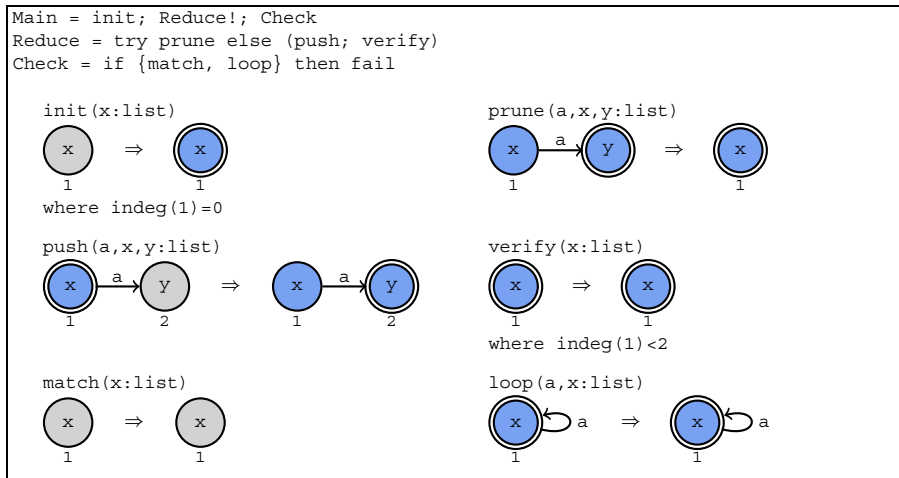 Main = init; Reduce!; Check
Reduce = try prune else (push; verify)
Check = if {match, loop} then fail
init(x:list)
x ⇒ x
1 1
where indeg(1)=0
prune(a,x,y:list)
x a y ⇒ x
1 1
push(a,x,y:list)
x a y ⇒ x a y
1 2 1 2
verify(x:list)
x ⇒ x
1 1
where indeg(1)<2
match(x:list)
x ⇒ x
1 1
loop(a,x:list)
x a ⇒ x a
1 1